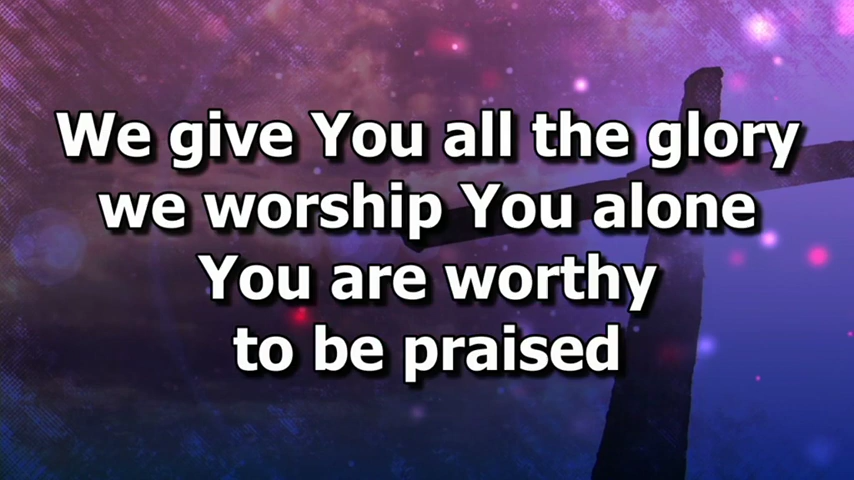 We give You all the glory
we worship You alone
You are worthy
to be praised